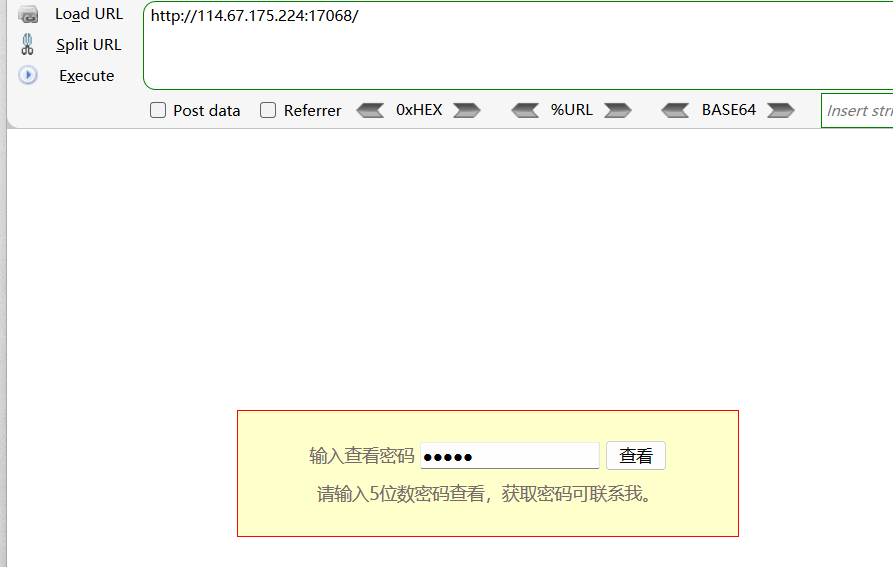 Load URL
http://114.67.175.224:17068/
Split URL
Execute
Post data Referrer 0xHEX %URL BASE64 Insert stri
输入查看密码 ●●●●● 查看
请输入5位数密码查看，获取密码可联系我。